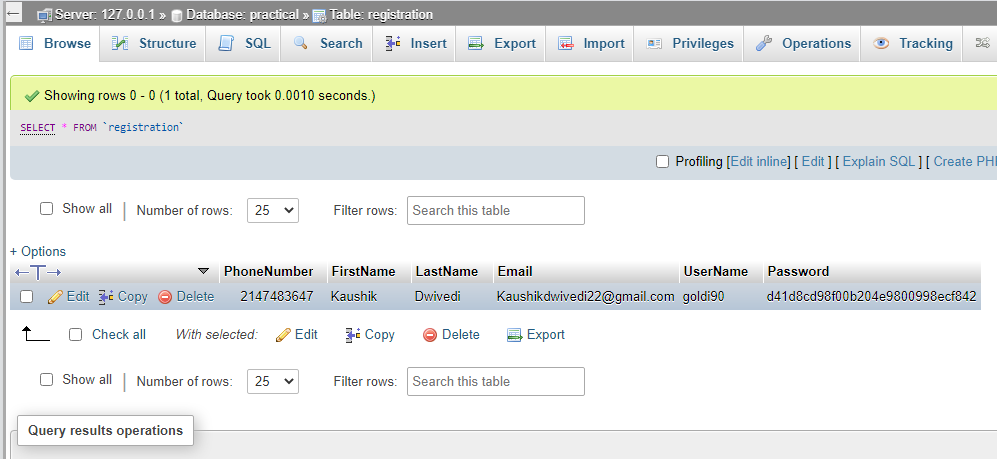 ← Server: 127.0.0.1 » Database: practical » Table: registration
Browse Structure SQL Search Insert Export Import Privileges Operations Tracking
Showing rows 0 - 0 (1 total, Query took 0.0010 seconds.)
SELECT * FROM `registration`
Profiling [Edit inline] [ Edit ] [ Explain SQL ] [ Create PH
Show all | Number of rows: 25 Filter rows: Search this table
+ Options
←T→ PhoneNumber FirstName LastName Email UserName Password
Edit Copy Delete 2147483647 Kaushik Dwivedi Kaushikdwivedi22@gmail.com goldi90 d41d8cd98f00b204e9800998ecf842
Check all With selected: Edit Copy Delete Export
Show all | Number of rows: 25 Filter rows: Search this table
Query results operations